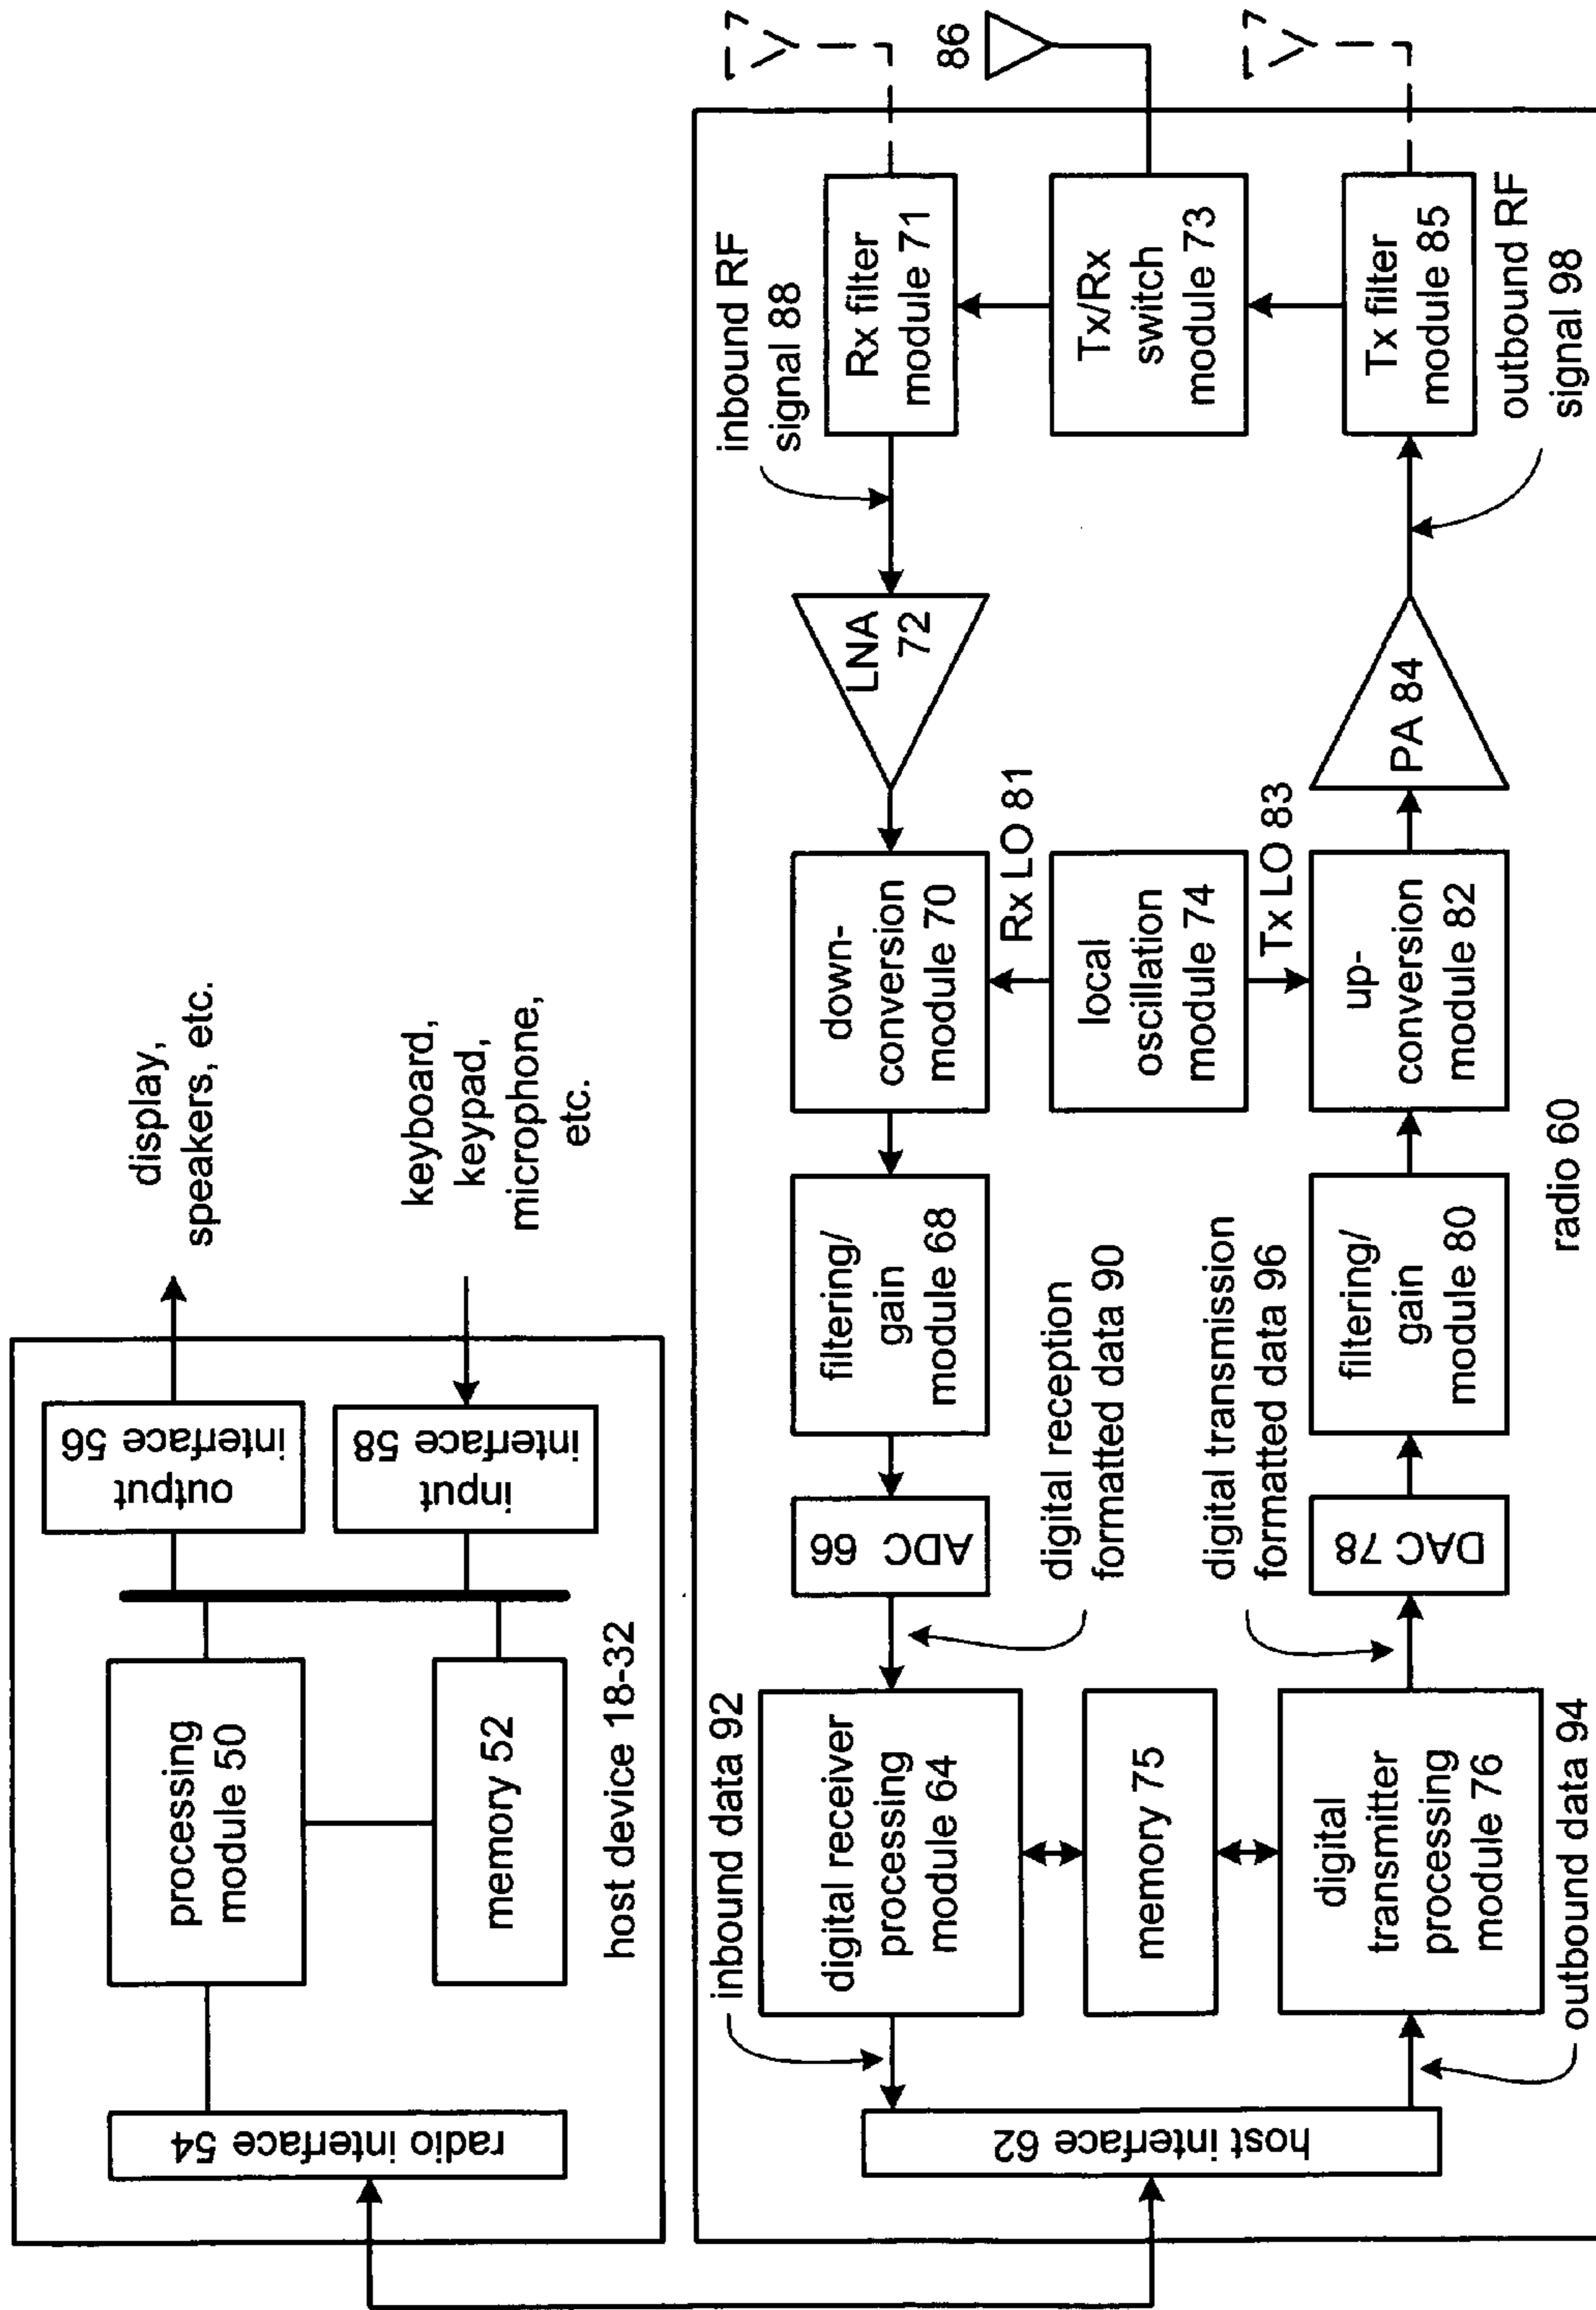 display,
speakers, etc.
keyboard,
keypad,
microphone,
etc.
output
interface 56
input
interface 58
processing
module 50
memory 52
radio interface 54
host device 18-32
86
inbound RF
signal 88
Rx filter
module 71
Tx/Rx
switch
module 73
Tx filter
module 85
outbound RF
signal 98
LNA
72
PA 84
down-
conversion
module 70
Rx LO 81
local
oscillation
module 74
Tx LO 83
up-
conversion
module 82
filtering/
gain
module 68
filtering/
gain
module 80
radio 60
ADC 66
digital reception
formatted data 90
digital transmission
formatted data 96
DAC 78
inbound data 92
digital receiver
processing
module 64
memory 75
digital
transmitter
processing
module 76
outbound data 94
host interface 62